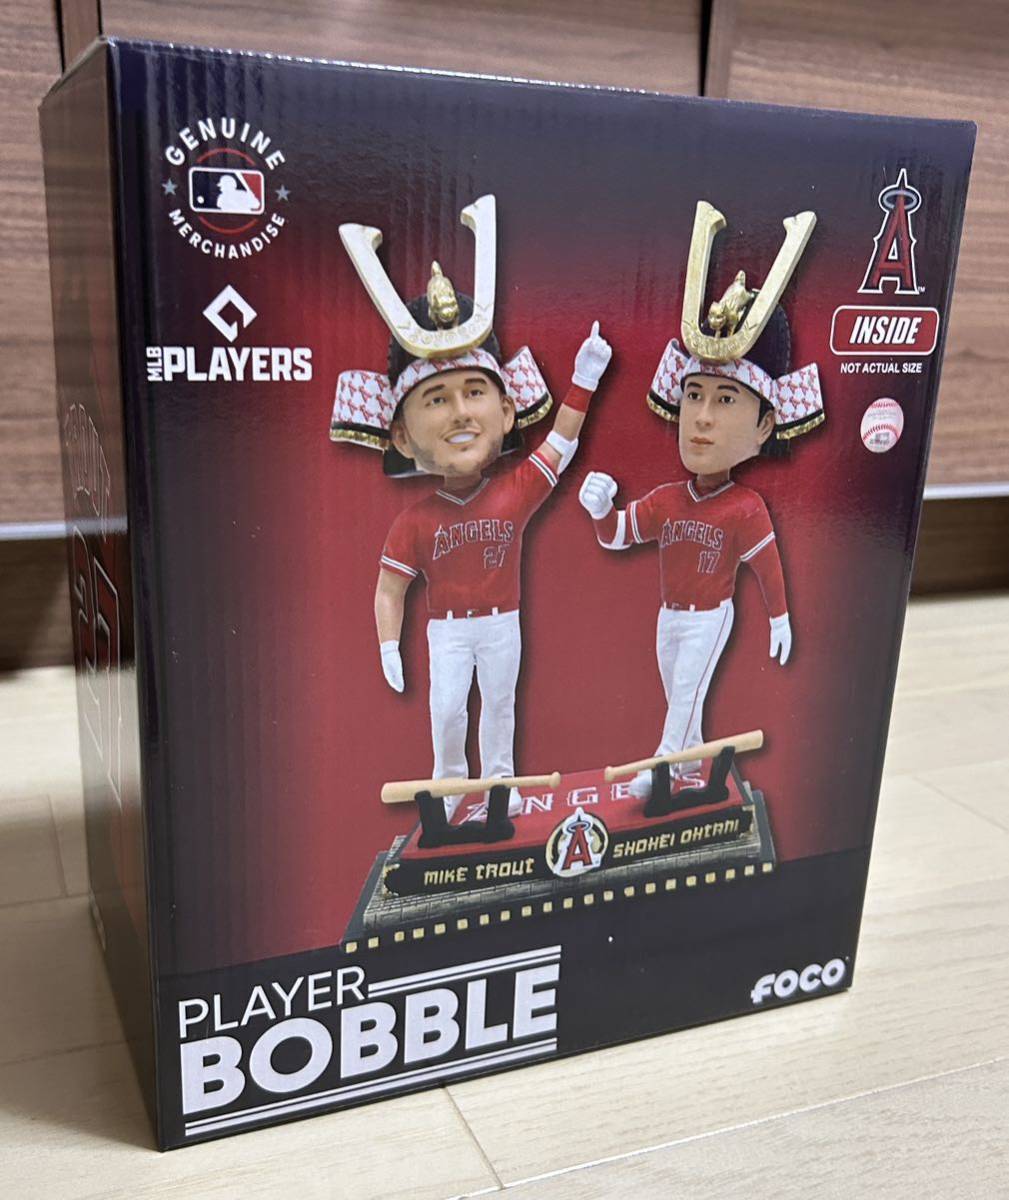 GENUINE
MERCHANDISE
MLB PLAYERS
A
TM
INSIDE
NOT ACTUAL SIZE
ANGELS
27
ANGELS
17
ANGELS
MIKE TROUT
A
SHOHEI OHTANI
PLAYER
BOBBLE
FOCO